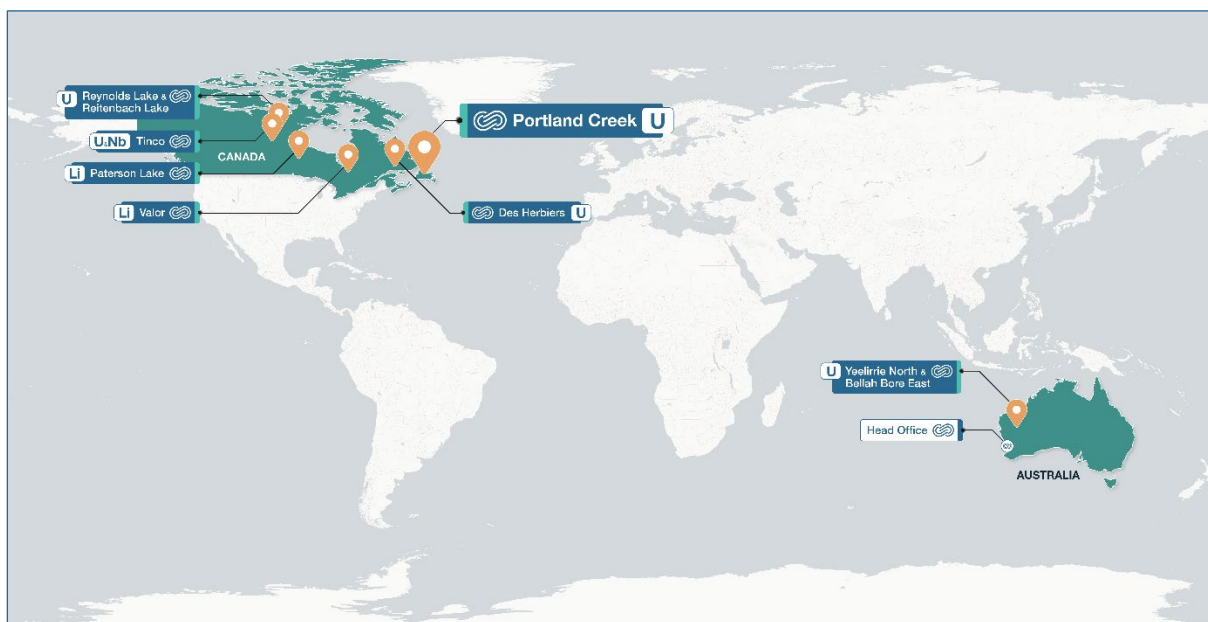 U
Reynolds Lake &
Reitenbach Lake
U & Nb Tinco
CANADA
Li Paterson Lake
Li Valor
Portland Creek U
Des Herbiers U
U
Yeelirrie North &
Bellah Bore East
Head Office
AUSTRALIA